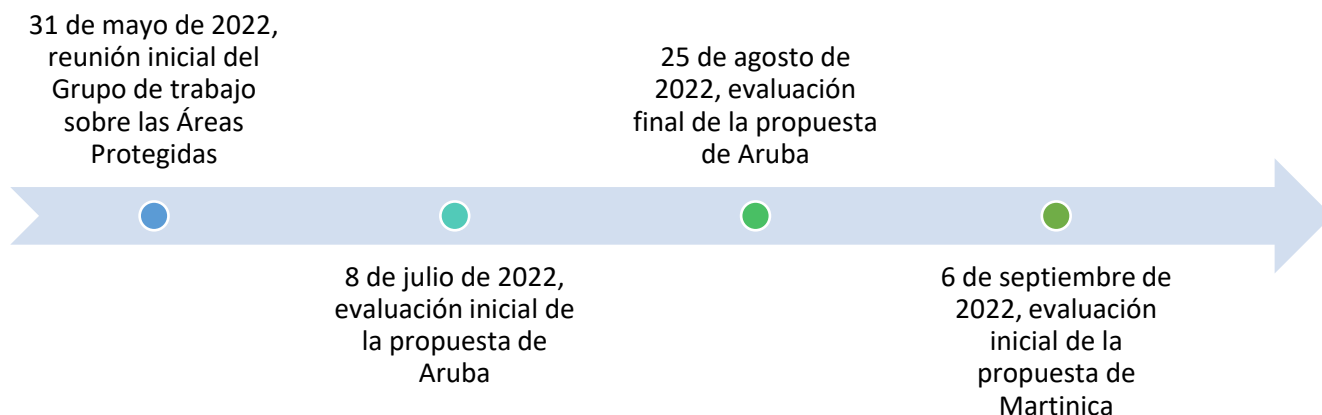 31 de mayo de 2022,
reunión inicial del
Grupo de trabajo
sobre las Áreas
Protegidas
8 de julio de 2022,
evaluación inicial de
la propuesta de
Aruba
25 de agosto de
2022, evaluación
final de la propuesta
de Aruba
6 de septiembre de
2022, evaluación
inicial de la
propuesta de
Martinica